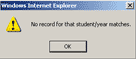 Windows Internet Explorer
No record for that student/year matches.
OK